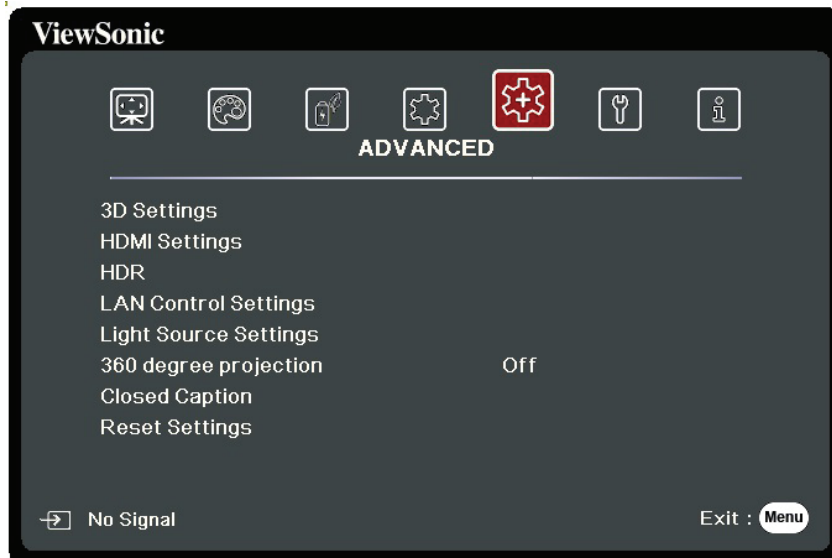 ViewSonic
ADVANCED
3D Settings
HDMI Settings
HDR
LAN Control Settings
Light Source Settings
360 degree projection Off
Closed Caption
Reset Settings
No Signal
Exit : Menu